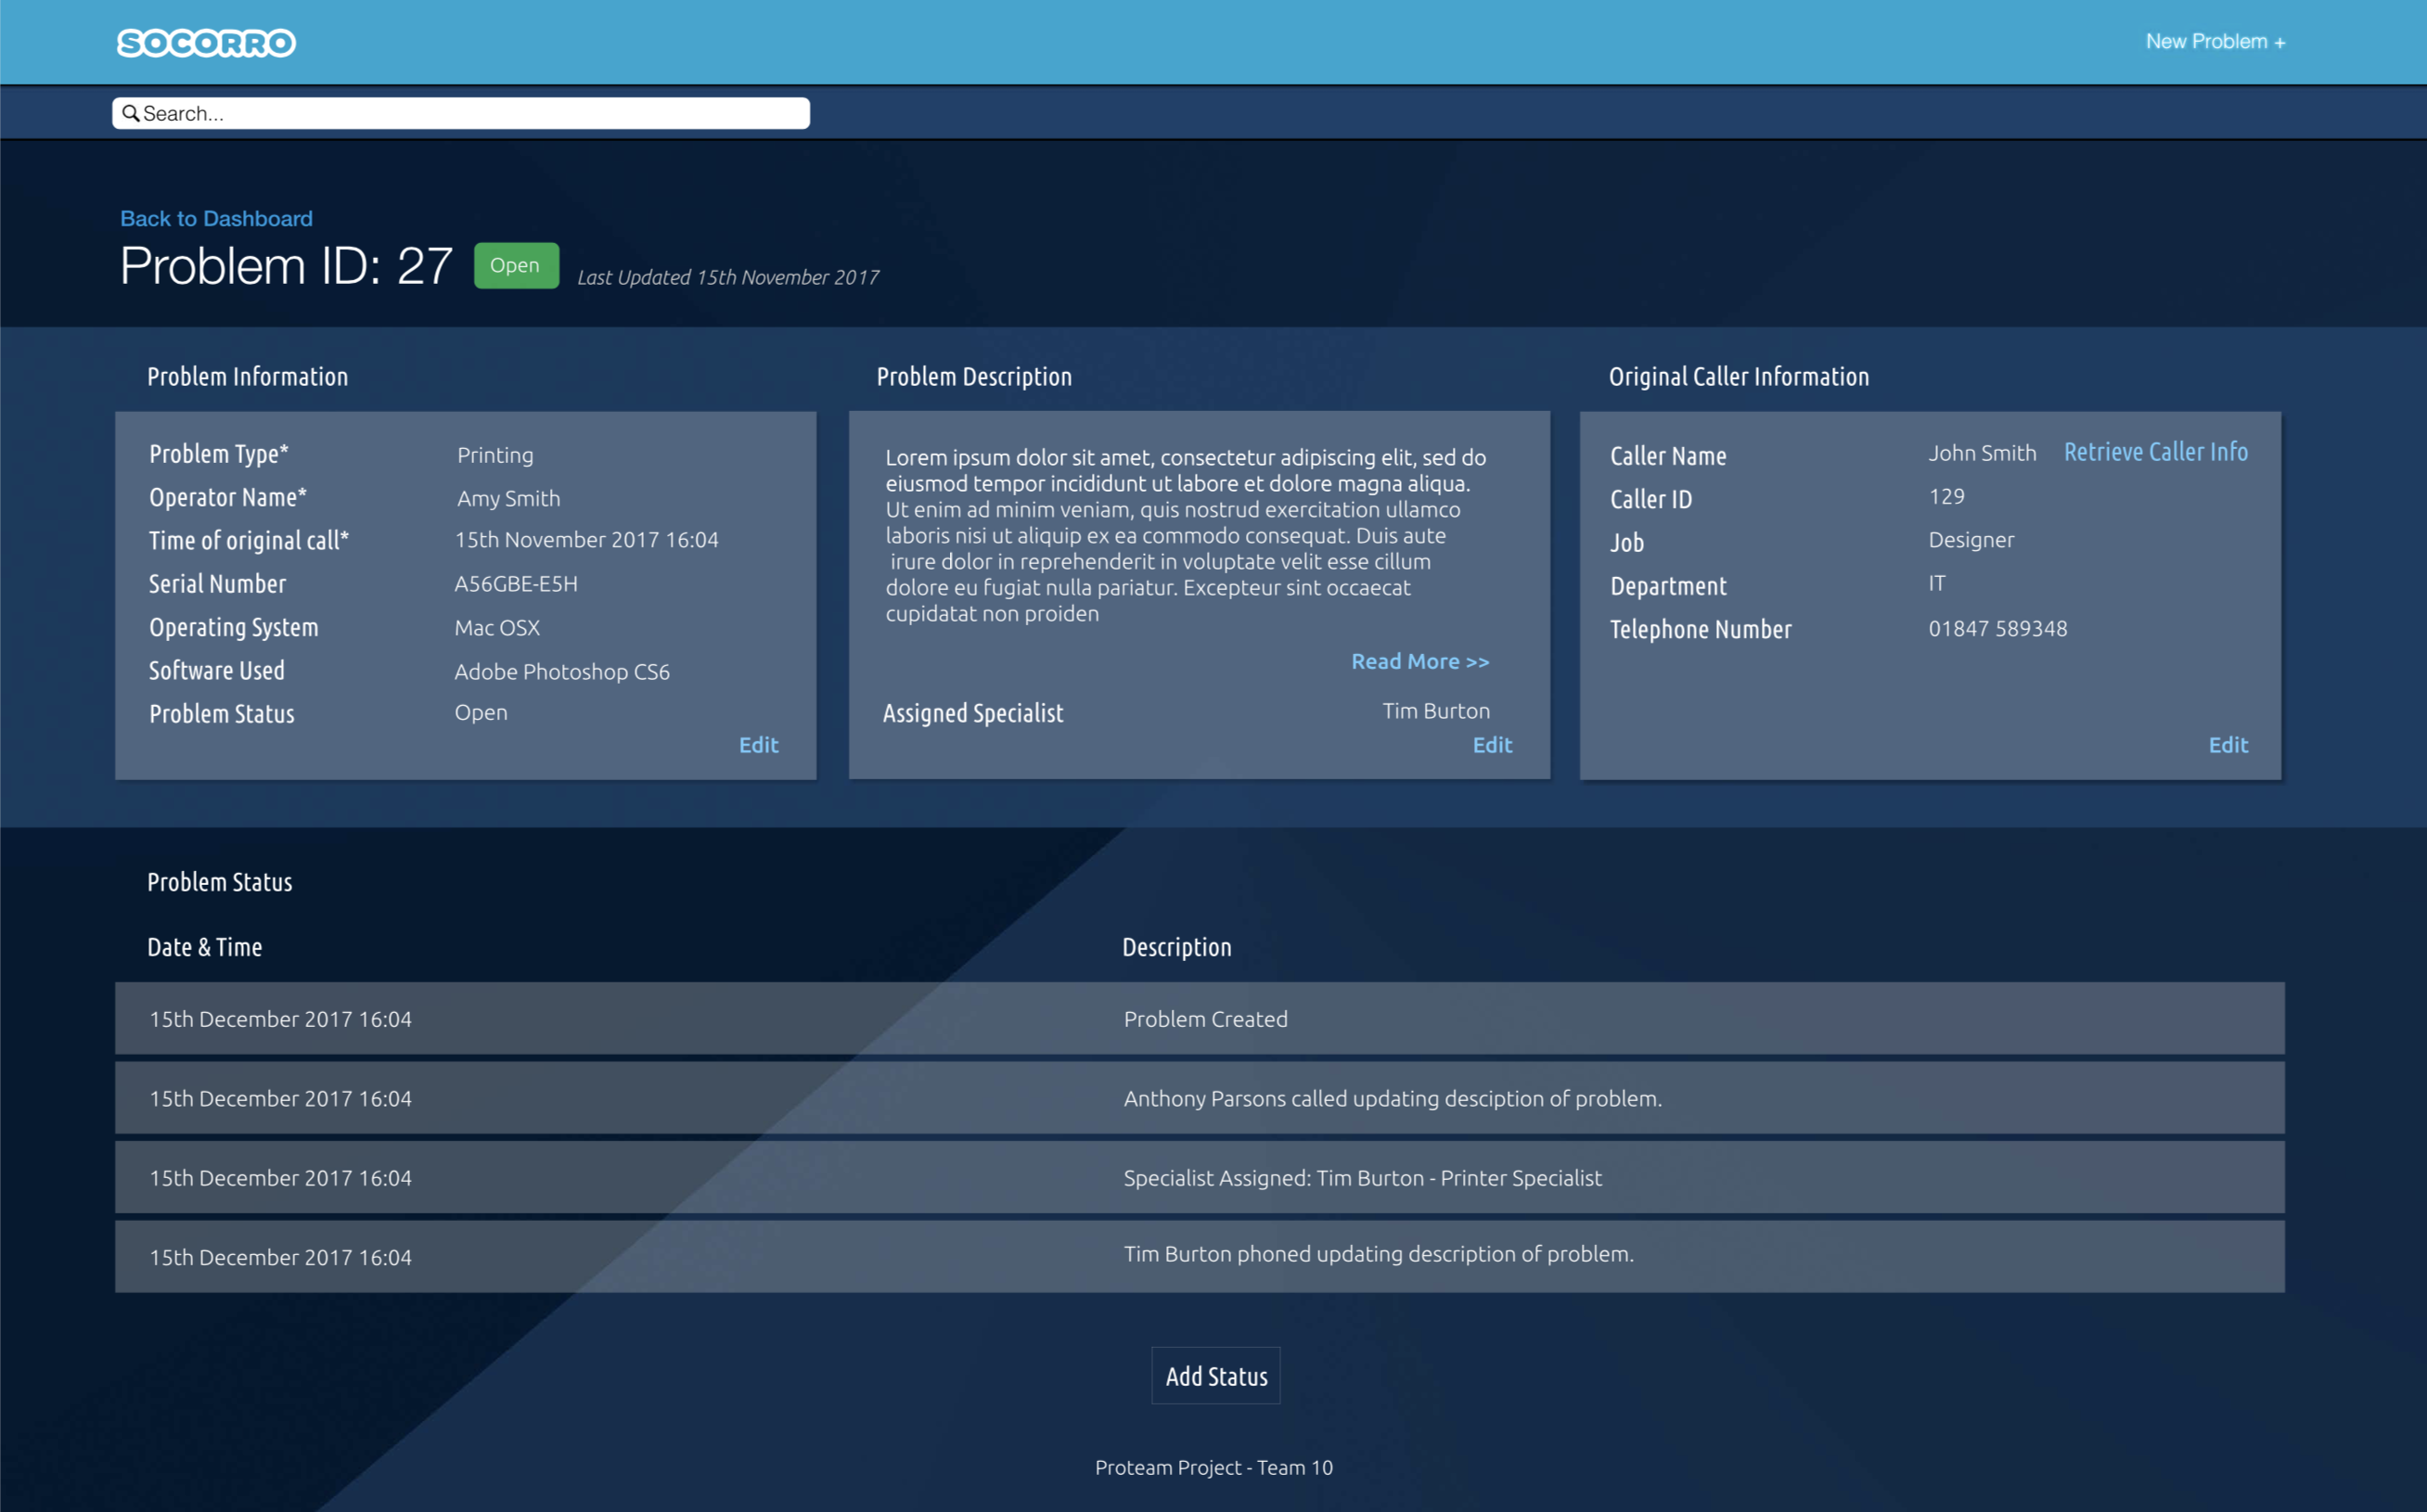 SOCORRO
New Problem +
Search...
Back to Dashboard
Problem ID: 27 Open Last Updated 15th November 2017
Problem Information
Problem Type* Printing
Operator Name* Amy Smith
Time of original call* 15th November 2017 16:04
Serial Number A56GBE-E5H
Operating System Mac OSX
Software Used Adobe Photoshop CS6
Problem Status Open
Edit
Problem Description
Lorem ipsum dolor sit amet, consectetur adipiscing elit, sed do
eiusmod tempor incididunt ut labore et dolore magna aliqua.
Ut enim ad minim veniam, quis nostrud exercitation ullamco
laboris nisi ut aliquip ex ea commodo consequat. Duis aute
irure dolor in reprehenderit in voluptate velit esse cillum
dolore eu fugiat nulla pariatur. Excepteur sint occaecat
cupidatat non proiden
Read More >>
Assigned Specialist Tim Burton
Edit
Original Caller Information
Caller Name John Smith Retrieve Caller Info
Caller ID 129
Job Designer
Department IT
Telephone Number 01847 589348
Edit
Problem Status
Date & Time Description
15th December 2017 16:04 Problem Created
15th December 2017 16:04 Anthony Parsons called updating desciption of problem.
15th December 2017 16:04 Specialist Assigned: Tim Burton - Printer Specialist
15th December 2017 16:04 Tim Burton phoned updating description of problem.
Add Status
Proteam Project - Team 10